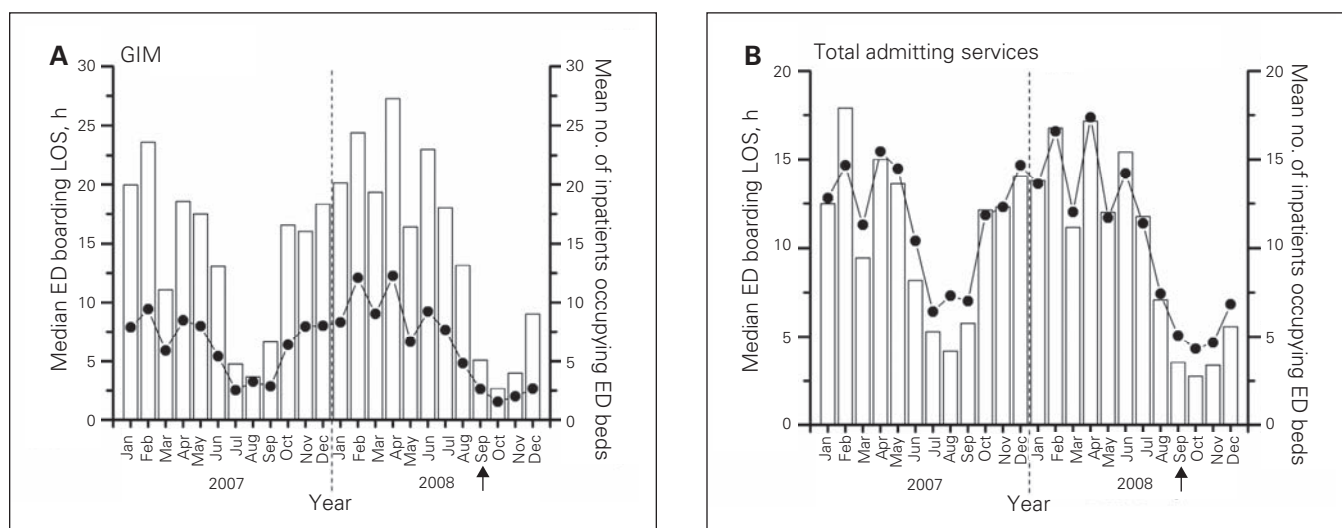 A GIM
30
25
20
15
10
5
0
Median ED boarding LOS, h
30
25
20
15
10
5
0
Mean no. of inpatients occupying ED beds
Jan Feb Mar Apr May Jun Jul Aug Sep Oct Nov Dec Jan Feb Mar Apr May Jun Jul Aug Sep Oct Nov Dec
2007 2008
Year
B Total admitting services
20
15
10
5
0
Median ED boarding LOS, h
20
15
10
5
0
Mean no. of inpatients occupying ED beds
Jan Feb Mar Apr May Jun Jul Aug Sep Oct Nov Dec Jan Feb Mar Apr May Jun Jul Aug Sep Oct Nov Dec
2007 2008
Year